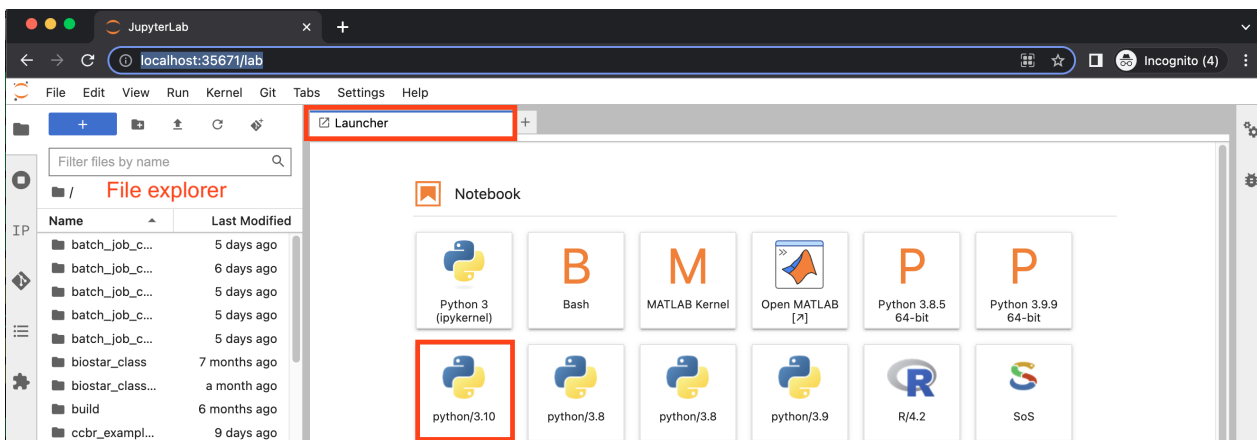 JupyterLab
localhost:35671/lab
Incognito (4)
File Edit View Run Kernel Git Tabs Settings Help
Launcher
Filter files by name
/ File explorer
Name Last Modified
IP
batch_job_c... 5 days ago
batch_job_c... 6 days ago
batch_job_c... 5 days ago
batch_job_c... 5 days ago
batch_job_c... 5 days ago
biostar_class 7 months ago
biostar_class... a month ago
build 6 months ago
ccbr_exampl... 9 days ago
Notebook
B M P P
Python 3 Bash MATLAB Kernel Open MATLAB Python 3.8.5 Python 3.9.9
(ipykernel) [↗] 64-bit 64-bit
R S
python/3.10 python/3.8 python/3.8 python/3.9 R/4.2 SoS